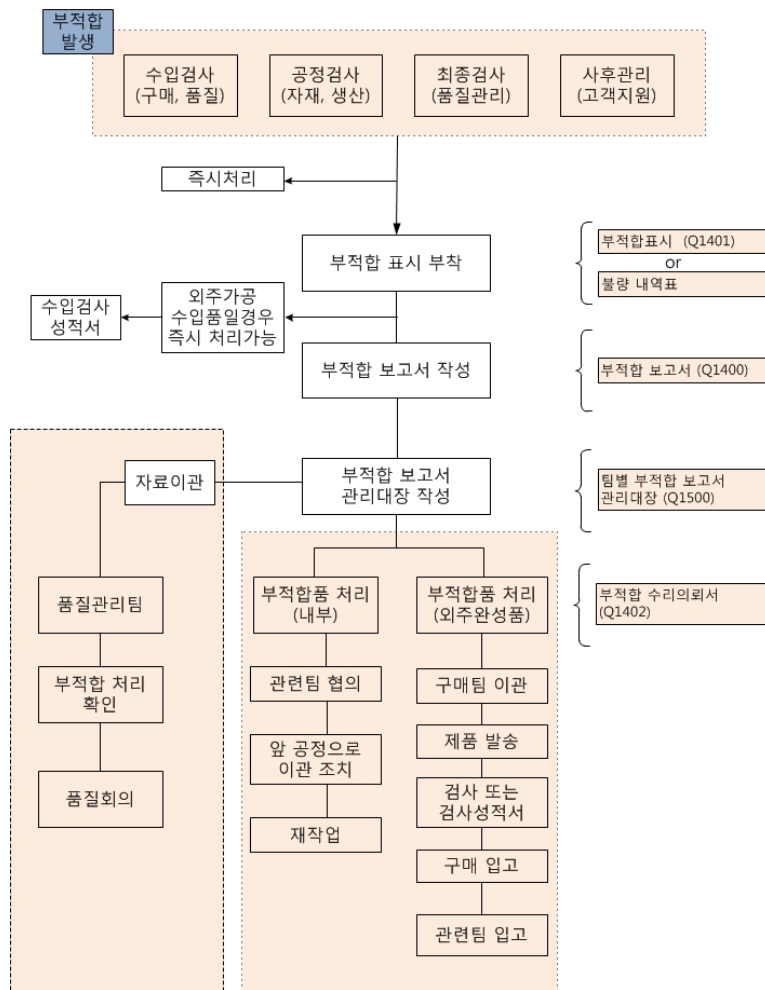 부적합
발생
수입검사
(구매, 품질)
공정검사
(자재, 생산)
최종검사
(품질관리)
사후관리
(고객지원)
즉시처리
부적합 표시 부착
부적합표시 (Q1401)
or
불량 내역표
수입검사
성적서
외주가공
수입품일경우
즉시 처리가능
부적합 보고서 작성
부적합 보고서 (Q1400)
자료이관
부적합 보고서
관리대장 작성
팀별 부적합 보고서
관리대장 (Q1500)
품질관리팀
부적합 처리
확인
품질회의
부적합품 처리
(내부)
관련팀 협의
앞 공정으로
이관 조치
재작업
부적합품 처리
(외주완성품)
구매팀 이관
제품 발송
검사 또는
검사성적서
구매 입고
관련팀 입고
부적합 수리의뢰서
(Q1402)